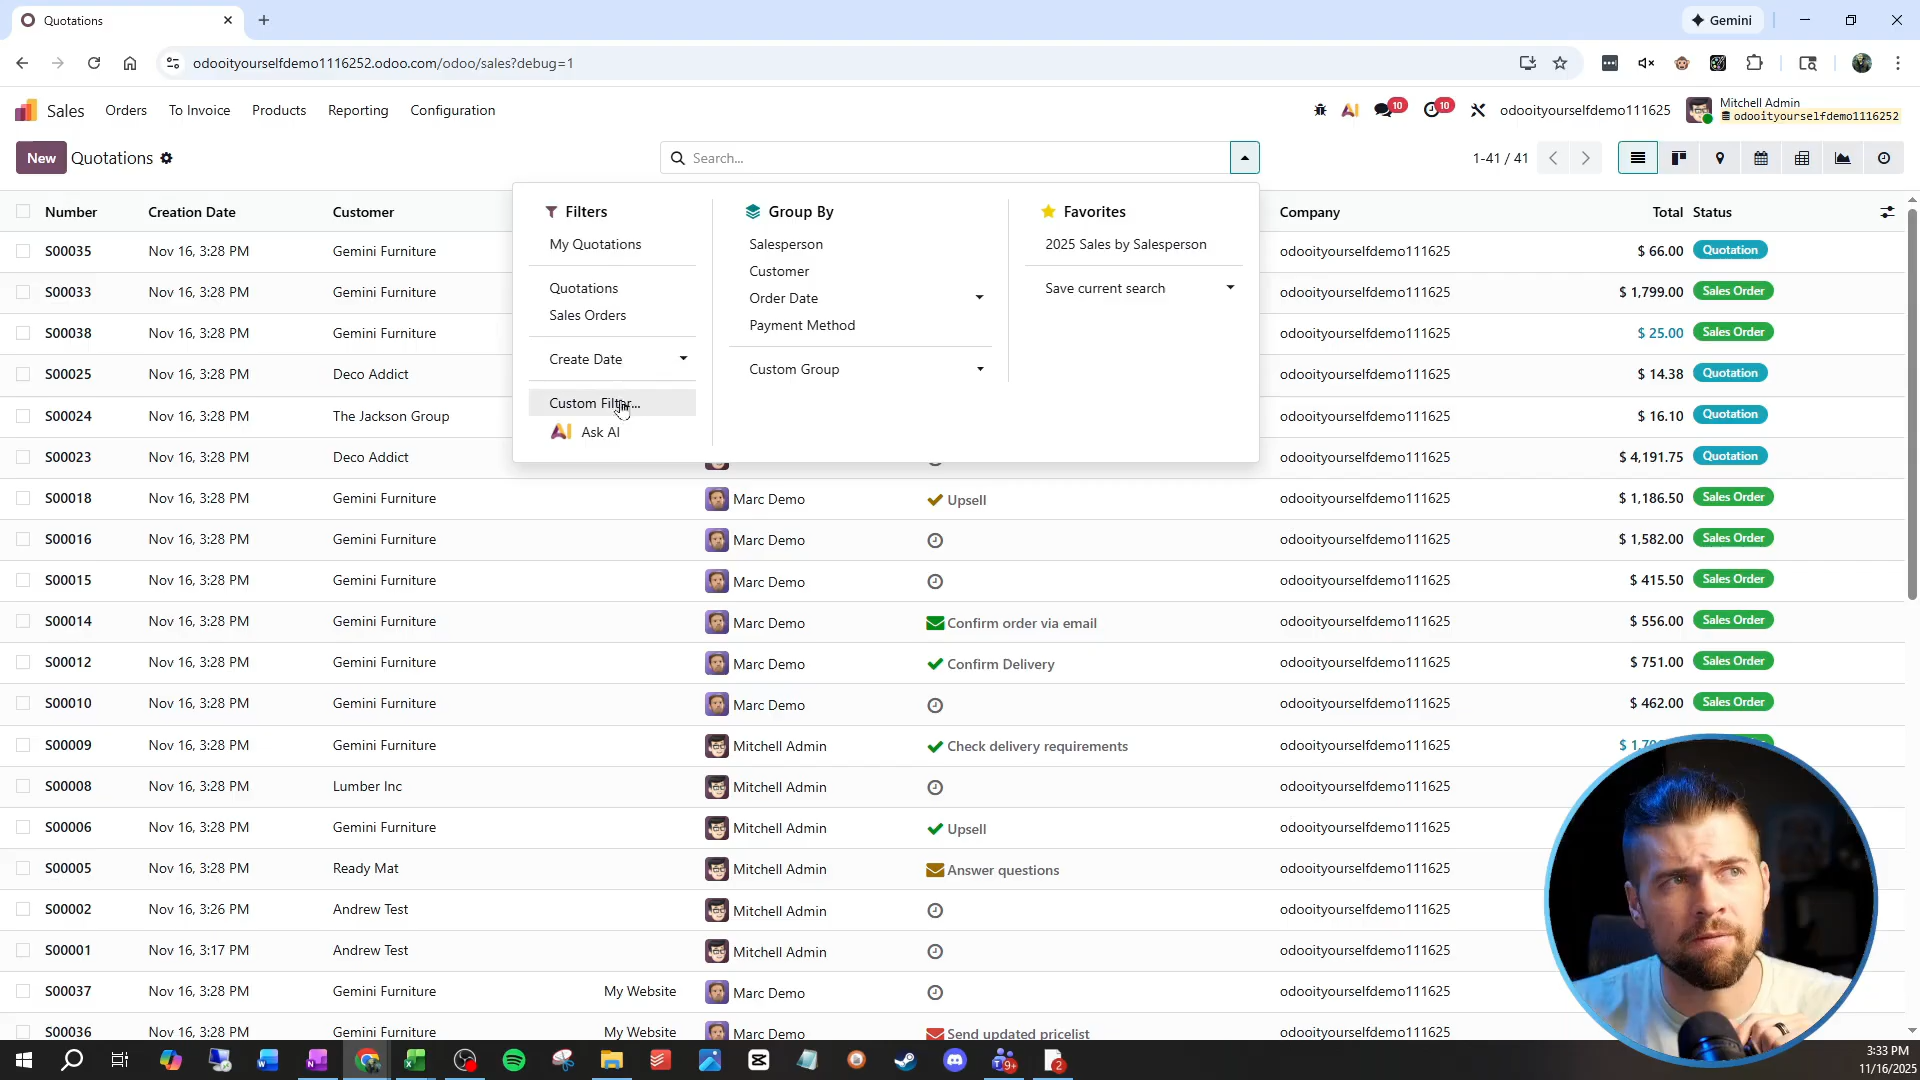 Quotations
Gemini
odooityourselfdemo1116252.odoo.com/odoo/sales?debug=1
Sales Orders To Invoice Products Reporting Configuration
10 10 odooityourselfdemo111625 Mitchell Admin
odooityourselfdemo1116252
New Quotations Search... 1-41 / 41
Number Creation Date Customer Company Total Status
Filters
My Quotations
Quotations
Sales Orders
Create Date
Custom Filter...
AI Ask AI
Group By
Salesperson
Customer
Order Date
Payment Method
Custom Group
Favorites
2025 Sales by Salesperson
Save current search
S00035 Nov 16, 3:28 PM Gemini Furniture odooityourselfdemo111625 $ 66.00 Quotation
S00033 Nov 16, 3:28 PM Gemini Furniture odooityourselfdemo111625 $ 1,799.00 Sales Order
S00038 Nov 16, 3:28 PM Gemini Furniture odooityourselfdemo111625 $ 25.00 Sales Order
S00025 Nov 16, 3:28 PM Deco Addict odooityourselfdemo111625 $ 14.38 Quotation
S00024 Nov 16, 3:28 PM The Jackson Group odooityourselfdemo111625 $ 16.10 Quotation
S00023 Nov 16, 3:28 PM Deco Addict odooityourselfdemo111625 $ 4,191.75 Quotation
S00018 Nov 16, 3:28 PM Gemini Furniture Marc Demo Upsell odooityourselfdemo111625 $ 1,186.50 Sales Order
S00016 Nov 16, 3:28 PM Gemini Furniture Marc Demo odooityourselfdemo111625 $ 1,582.00 Sales Order
S00015 Nov 16, 3:28 PM Gemini Furniture Marc Demo odooityourselfdemo111625 $ 415.50 Sales Order
S00014 Nov 16, 3:28 PM Gemini Furniture Marc Demo Confirm order via email odooityourselfdemo111625 $ 556.00 Sales Order
S00012 Nov 16, 3:28 PM Gemini Furniture Marc Demo Confirm Delivery odooityourselfdemo111625 $ 751.00 Sales Order
S00010 Nov 16, 3:28 PM Gemini Furniture Marc Demo odooityourselfdemo111625 $ 462.00 Sales Order
S00009 Nov 16, 3:28 PM Gemini Furniture Mitchell Admin Check delivery requirements odooityourselfdemo111625
S00008 Nov 16, 3:28 PM Lumber Inc Mitchell Admin odooityourselfdemo111625
S00006 Nov 16, 3:28 PM Gemini Furniture Mitchell Admin Upsell odooityourselfdemo111625
S00005 Nov 16, 3:28 PM Ready Mat Mitchell Admin Answer questions odooityourselfdemo111625
S00002 Nov 16, 3:26 PM Andrew Test Mitchell Admin odooityourselfdemo111625
S00001 Nov 16, 3:17 PM Andrew Test Mitchell Admin odooityourselfdemo111625
S00037 Nov 16, 3:28 PM Gemini Furniture My Website Marc Demo odooityourselfdemo111625
S00036 Nov 16, 3:28 PM Gemini Furniture My Website Marc Demo Send updated pricelist odooityourselfdemo111625
3:33 PM
11/16/2025